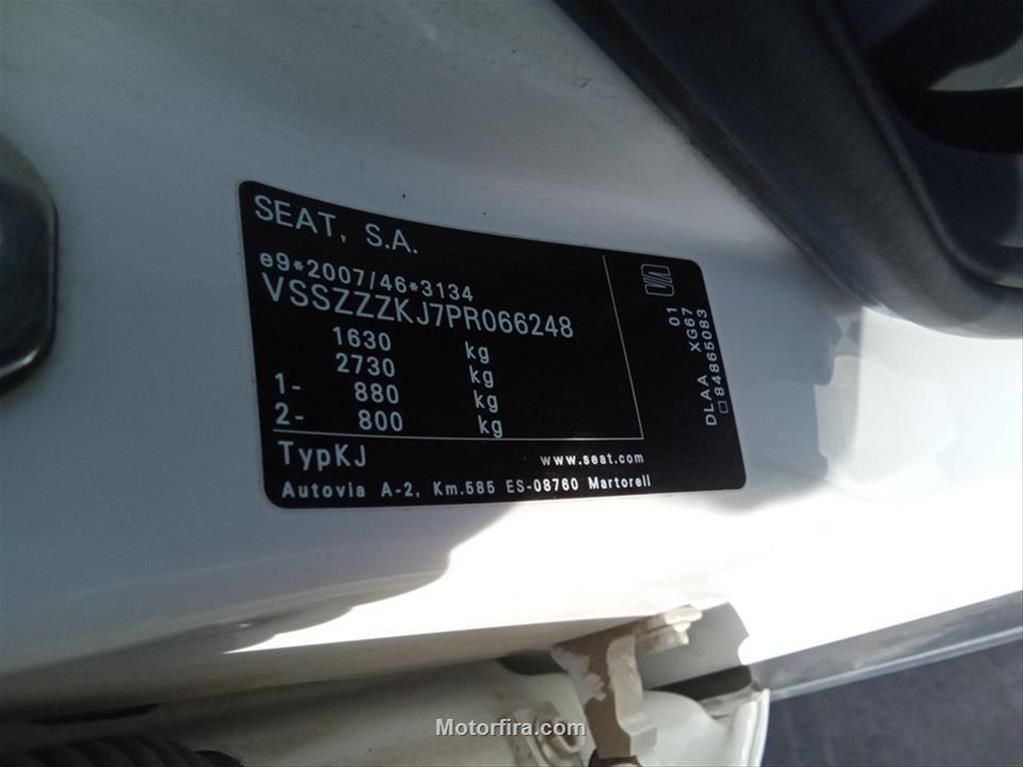 SEAT, S.A.
e9*2007/46*3134
VSSZZZKJ7PR066248
1630 kg
2730 kg
1- 880 kg
2- 800 kg
TypKJ
www.seat.com
Autovia A-2, Km.585 ES-08760 Martorell
01
DLAA XG67
84865083
Motorfira.com